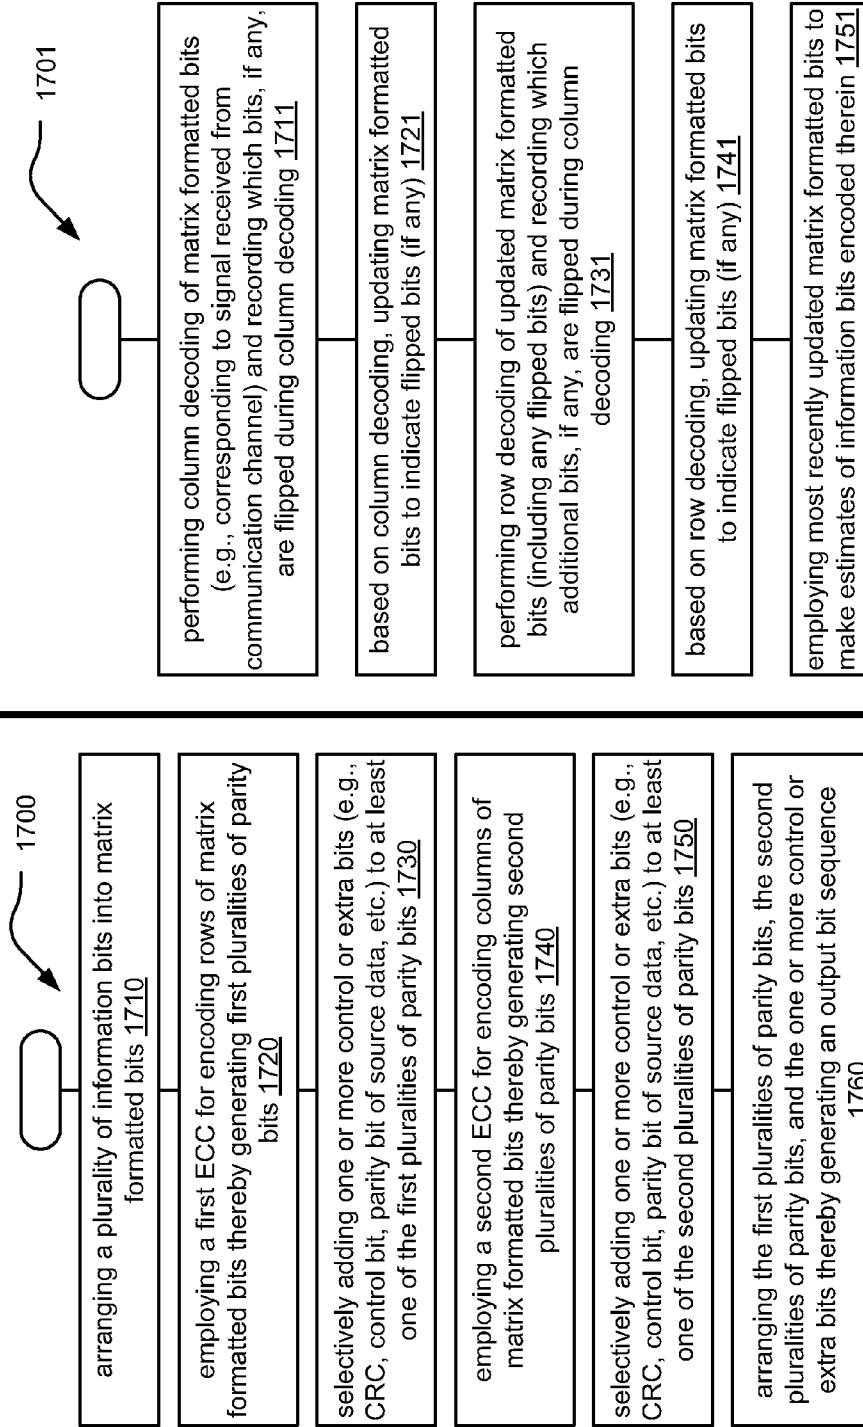 1700
arranging a plurality of information bits into matrix
formatted bits 1710
employing a first ECC for encoding rows of matrix
formatted bits thereby generating first pluralities of parity
bits 1720
selectively adding one or more control or extra bits (e.g.,
CRC, control bit, parity bit of source data, etc.) to at least
one of the first pluralities of parity bits 1730
employing a second ECC for encoding columns of
matrix formatted bits thereby generating second
pluralities of parity bits 1740
selectively adding one or more control or extra bits (e.g.,
CRC, control bit, parity bit of source data, etc.) to at least
one of the second pluralities of parity bits 1750
arranging the first pluralities of parity bits, the second
pluralities of parity bits, and the one or more control or
extra bits thereby generating an output bit sequence
1760
1701
performing column decoding of matrix formatted bits
(e.g., corresponding to signal received from
communication channel) and recording which bits, if any,
are flipped during column decoding 1711
based on column decoding, updating matrix formatted
bits to indicate flipped bits (if any) 1721
performing row decoding of updated matrix formatted
bits (including any flipped bits) and recording which
additional bits, if any, are flipped during column
decoding 1731
based on row decoding, updating matrix formatted bits
to indicate flipped bits (if any) 1741
employing most recently updated matrix formatted bits to
make estimates of information bits encoded therein 1751